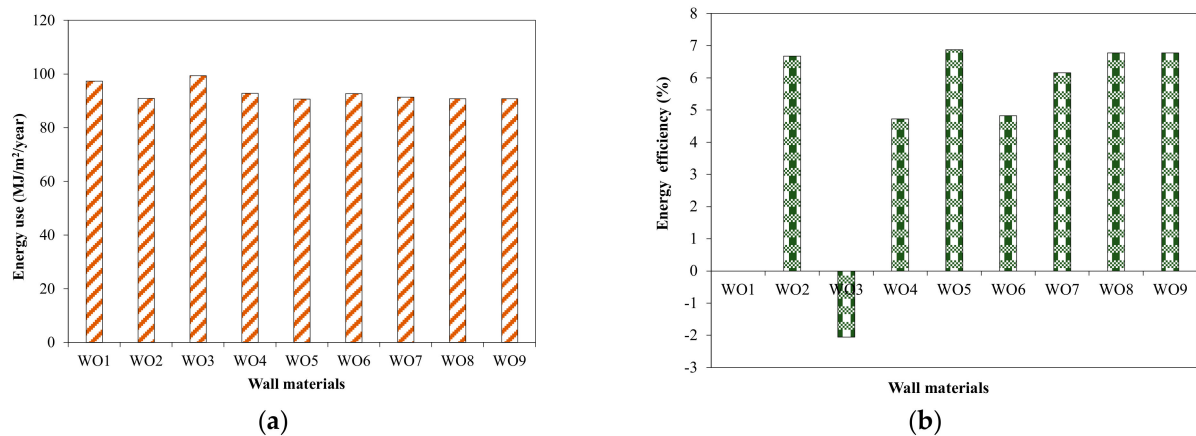 120
100
80
60
40
20
0
Energy use (MJ/m²/year)
WO1 WO2 WO3 WO4 WO5 WO6 WO7 WO8 WO9
Wall materials
(a)
8
7
6
5
4
3
2
1
0
-1
-2
-3
Energy efficiency (%)
WO1 WO2 WO3 WO4 WO5 WO6 WO7 WO8 WO9
Wall materials
(b)